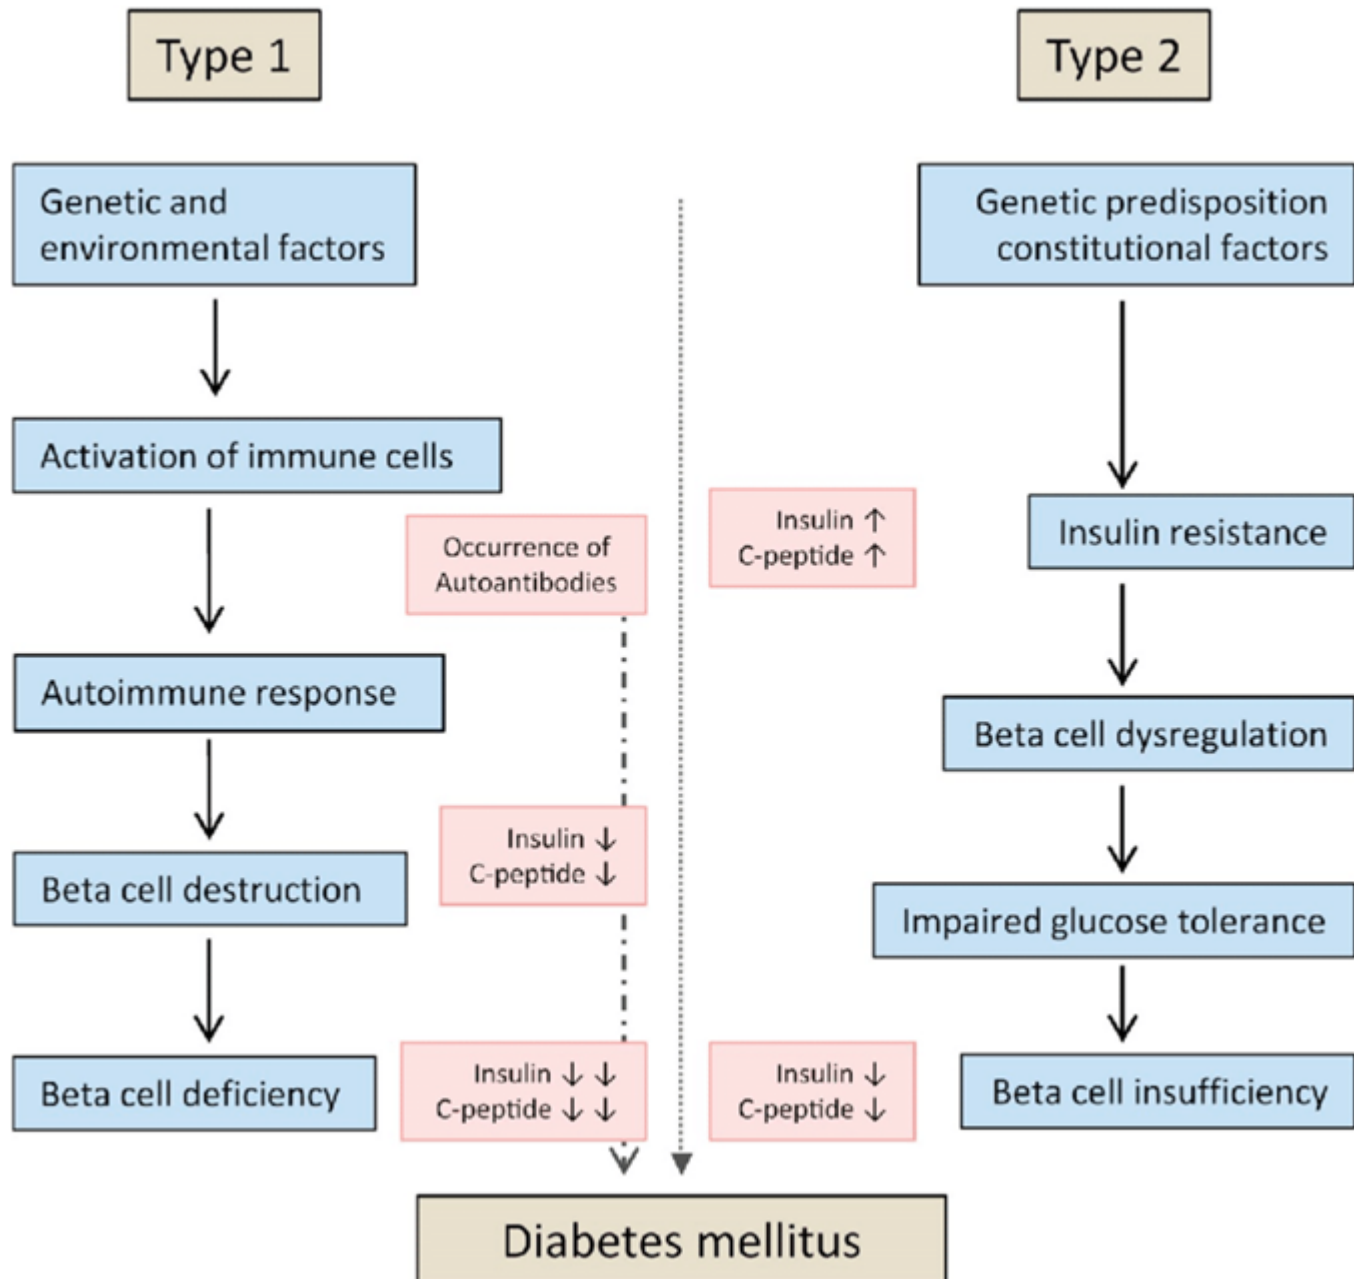 Type 1
Type 2
Genetic and
environmental factors
Genetic predisposition
constitutional factors
Activation of immune cells
Occurrence of
Autoantibodies
Insulin ↑
C-peptide ↑
Insulin resistance
Autoimmune response
Beta cell dysregulation
Insulin ↓
C-peptide ↓
Beta cell destruction
Impaired glucose tolerance
Beta cell deficiency
Insulin ↓ ↓
C-peptide ↓ ↓
Insulin ↓
C-peptide ↓
Beta cell insufficiency
Diabetes mellitus